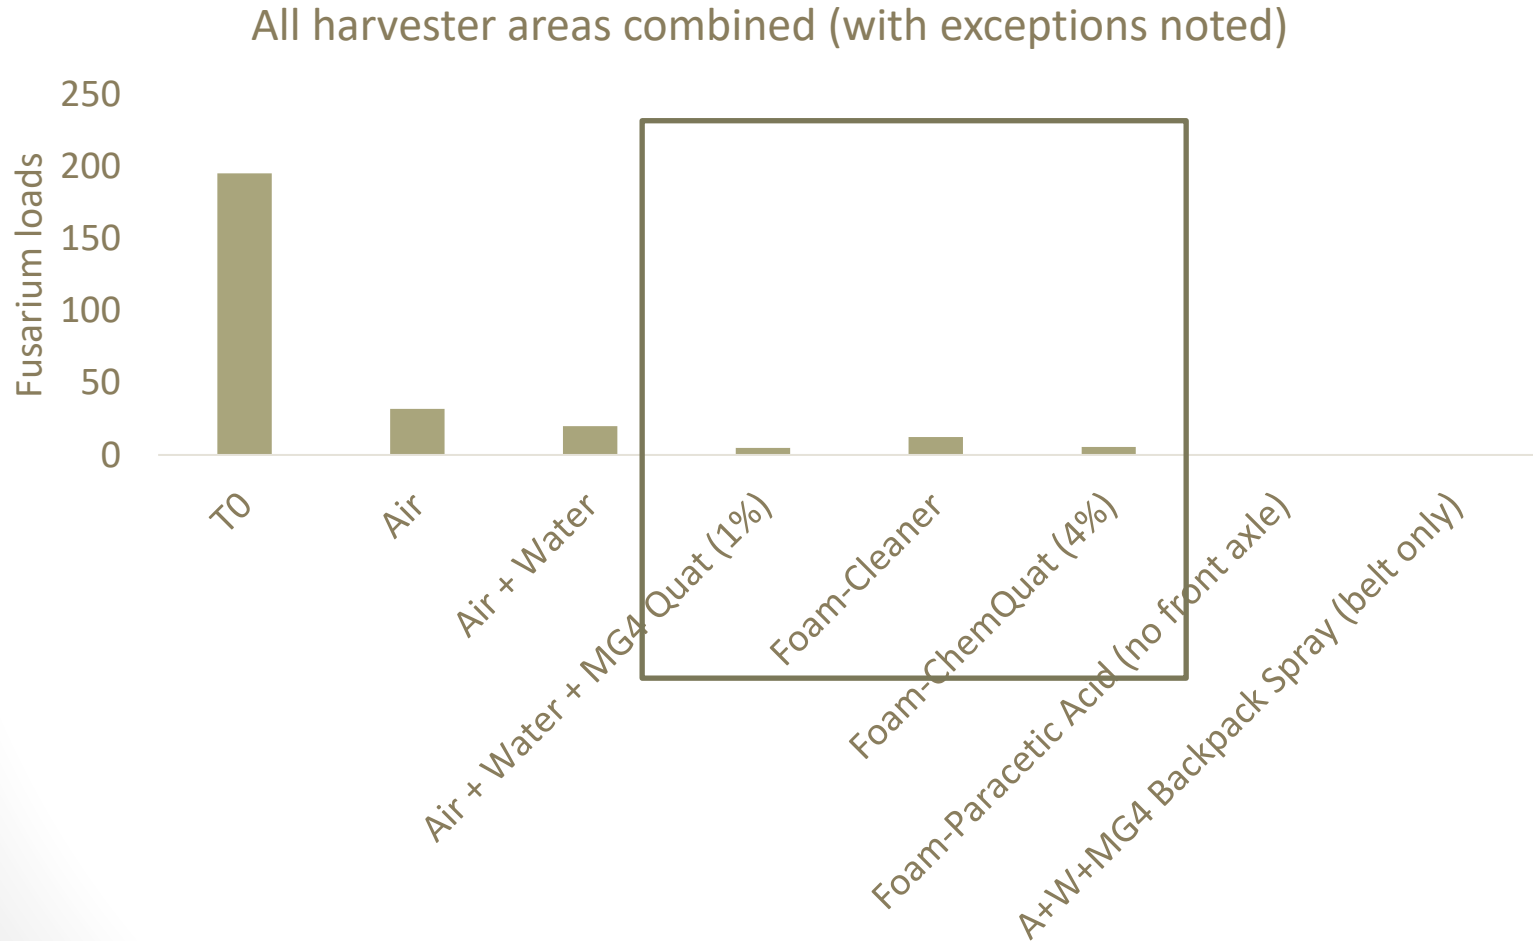 All harvester areas combined (with exceptions noted)
Fusarium loads
250
200
150
100
50
0
T0
Air
Air + Water
Air + Water + MG4 Quat (1%)
Foam-Cleaner
Foam-ChemQuat (4%)
Foam-Paracetic Acid (no front axle)
A+W+MG4 Backpack Spray (belt only)